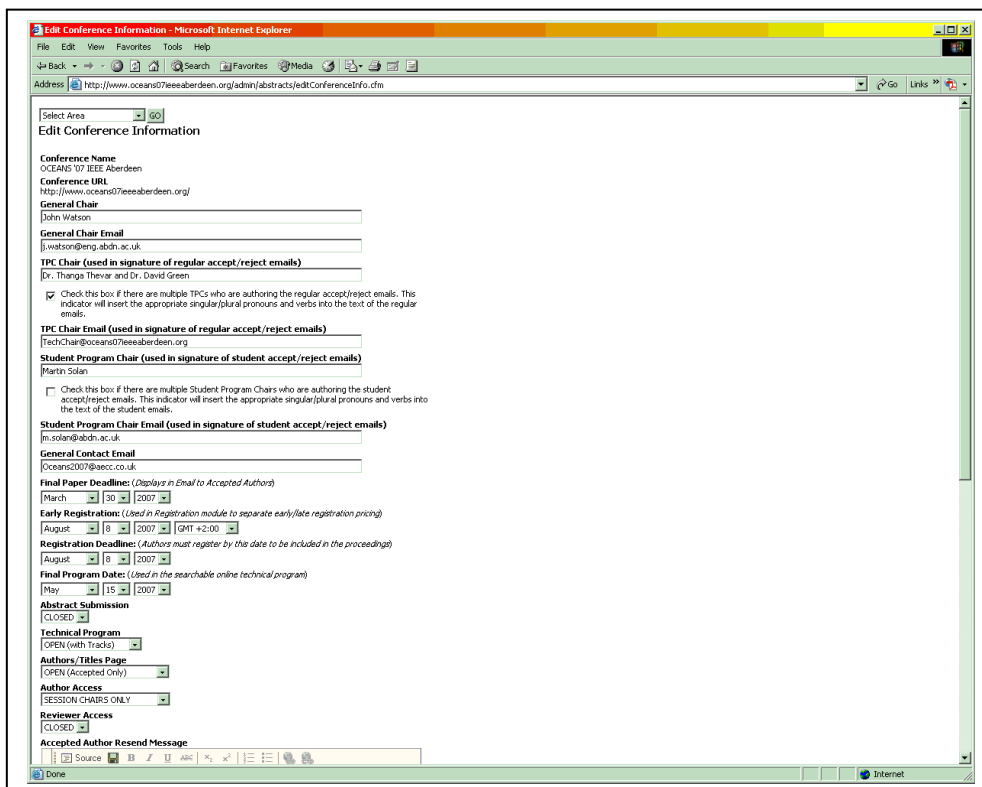 Edit Conference Information - Microsoft Internet Explorer
File Edit View Favorites Tools Help
Back Search Favorites Media
Address http://www.oceans07ieeeaberdeen.org/admin/abstracts/editConferenceInfo.cfm Go Links »
Select Area GO
Edit Conference Information
Conference Name
OCEANS '07 IEEE Aberdeen
Conference URL
http://www.oceans07ieeeaberdeen.org/
General Chair
John Watson
General Chair Email
j.watson@eng.abdn.ac.uk
TPC Chair (used in signature of regular accept/reject emails)
Dr. Thanga Thevar and Dr. David Green
Check this box if there are multiple TPCs who are authoring the regular accept/reject emails. This
indicator will insert the appropriate singular/plural pronouns and verbs into the text of the regular
emails.
TPC Chair Email (used in signature of regular accept/reject emails)
TechChair@oceans07ieeeaberdeen.org
Student Program Chair (used in signature of student accept/reject emails)
Martin Solan
Check this box if there are multiple Student Program Chairs who are authoring the student
accept/reject emails. This indicator will insert the appropriate singular/plural pronouns and verbs into
the text of the student emails.
Student Program Chair Email (used in signature of student accept/reject emails)
m.solan@abdn.ac.uk
General Contact Email
Oceans2007@aecc.co.uk
Final Paper Deadline: (Displays in Email to Accepted Authors)
March 30 2007
Early Registration: (Used in Registration module to separate early/late registration pricing)
August 8 2007 GMT +2:00
Registration Deadline: (Authors must register by this date to be included in the proceedings)
August 8 2007
Final Program Date: (Used in the searchable online technical program)
May 15 2007
Abstract Submission
CLOSED
Technical Program
OPEN (with Tracks)
Authors/Titles Page
OPEN (Accepted Only)
Author Access
SESSION CHAIRS ONLY
Reviewer Access
CLOSED
Accepted Author Resend Message
Source B I U ABC x₁ x²
Done Internet